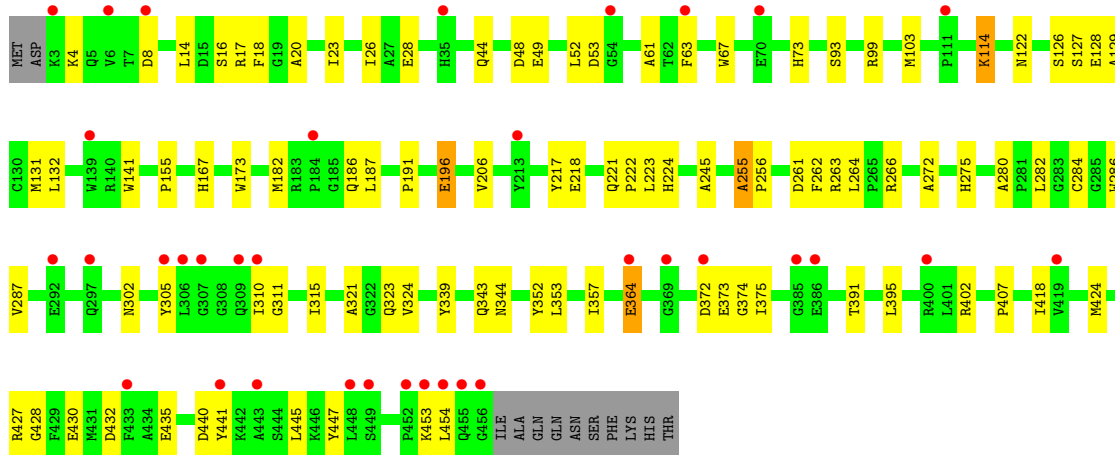 MET ASP K3 K4 Q5 V6 T7 D8 L14 D15 S16 R17 F18 G19 A20 I23 I26 A27 E28 H35 Q44 D48 E49 L52 D53 G54 A61 T62 F63 W67 E70 H73 S93 R99 M103 P111 K114 N122 S126 S127 E128 A129
C130 M131 L132 W139 R140 W141 P155 H167 W173 M182 R183 P184 G185 Q186 L187 P191 E196 V206 Y213 Y217 E218 Q221 P222 L223 H224 A245 A255 P256 D261 F262 R263 L264 P265 R266 A272 H275 A280 P281 L282 G283 C284 G285 W286
V287 E292 Q297 N302 Y305 L306 G307 G308 Q309 I310 G311 I315 A321 G322 Q323 V324 Y339 Q343 N344 Y352 L353 I357 E364 G369 D372 E373 G374 I375 G385 E386 T391 L395 R400 L401 R402 P407 I418 V419 M424
R427 G428 F429 E430 M431 D432 F433 A434 E435 D440 Y441 K442 A443 S444 L445 K446 Y447 L448 S449 P452 K453 L454 Q455 G456 ILE ALA GLN GLN ASN SER PHE LYS HIS THR